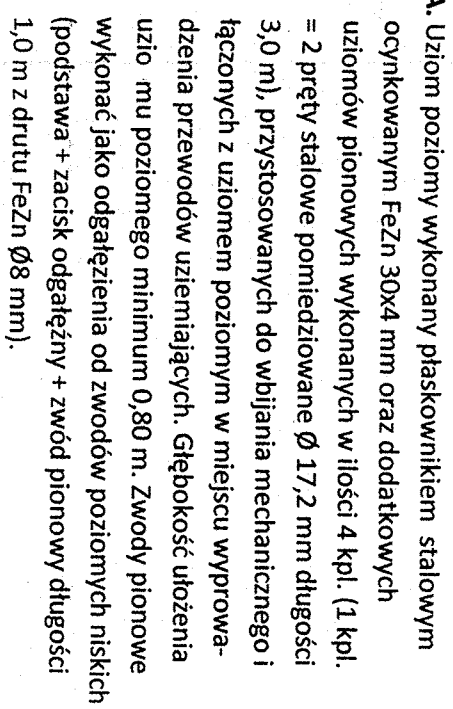 A. Uziom poziomy wykonany płaskownikiem stalowym
ocynkowanym FeZn 30x4 mm oraz dodatkowych
uziomów pionowych wykonanych w ilości 4 kpl. (1 kpl.
= 2 pręty stalowe pomiedziowane Ø 17,2 mm długości
3,0 m), przystosowanych do wbijania mechanicznego i
łączonych z uziomem poziomym w miejscu wyprowa-
dzenia przewodów uziemiających. Głębokość ułożenia
uzio mu poziomego minimum 0,80 m. Zwody pionowe
wykonać jako odgałęzienia od zwodów poziomych niskich
(podstawa + zacisk odgałęźny + zwód pionowy długości
1,0 m z drutu FeZn Ø8 mm).